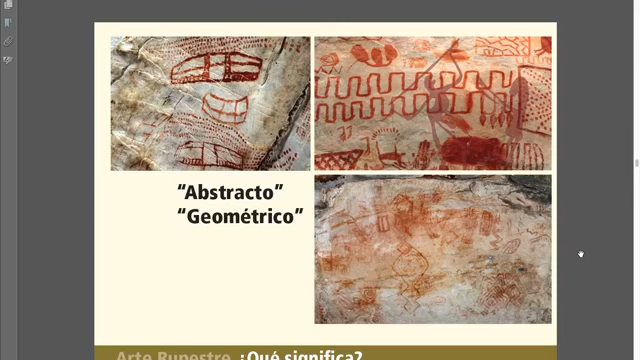 “Abstracto”
“Geométrico”
Arte Rupestre ¿Qué significa?